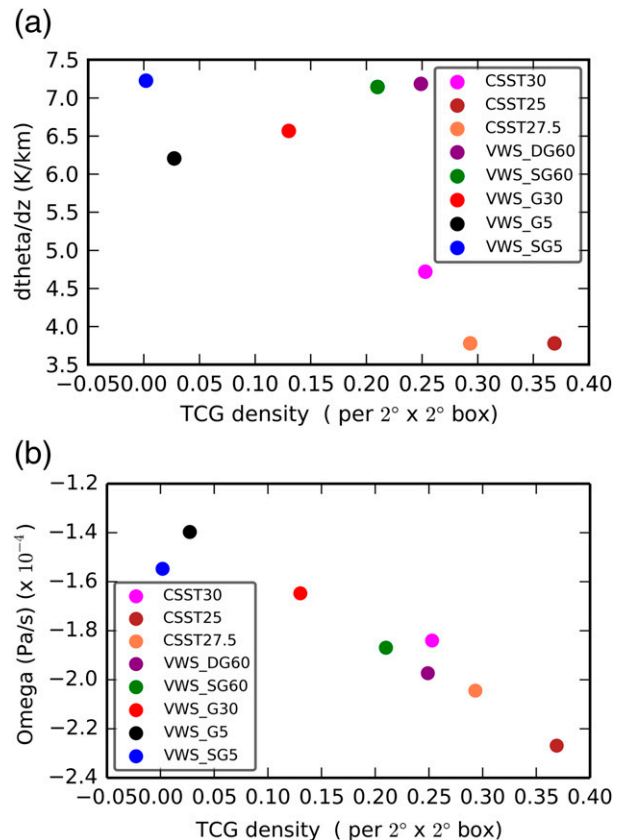 (a)
7.5
7.0
6.5
6.0
5.5
5.0
4.5
4.0
3.5
dtheta/dz (K/km)
CSST30
CSST25
CSST27.5
VWS_DG60
VWS_SG60
VWS_G30
VWS_G5
VWS_SG5
−0.05 0.00 0.05 0.10 0.15 0.20 0.25 0.30 0.35 0.40
TCG density ( per 2° x 2° box)
(b)
−1.2
−1.4
−1.6
−1.8
−2.0
−2.2
−2.4
Omega (Pa/s) (x 10⁻⁴)
CSST30
CSST25
CSST27.5
VWS_DG60
VWS_SG60
VWS_G30
VWS_G5
VWS_SG5
−0.05 0.00 0.05 0.10 0.15 0.20 0.25 0.30 0.35 0.40
TCG density ( per 2° x 2° box)